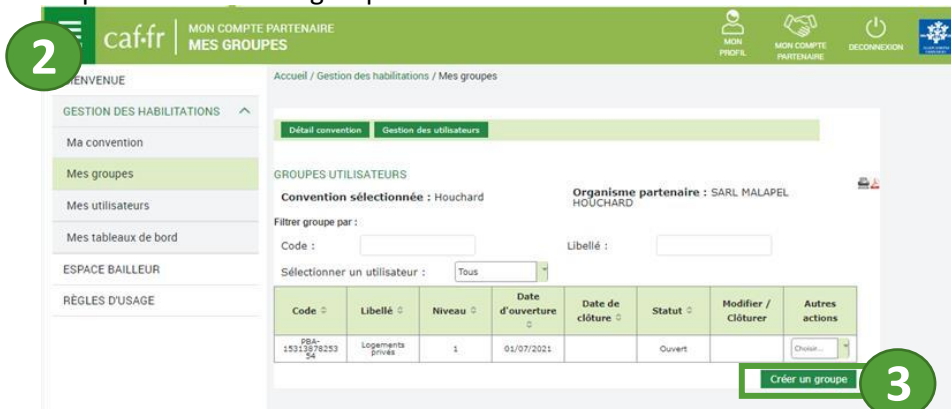 2
caf.fr
MON COMPTE PARTENAIRE
MES GROUPES
MON
PROFIL
MON COMPTE
PARTENAIRE
DECONNEXION
BIENVENUE
GESTION DES HABILITATIONS
Ma convention
Mes groupes
Mes utilisateurs
Mes tableaux de bord
ESPACE BAILLEUR
RÈGLES D'USAGE
Accueil / Gestion des habilitations / Mes groupes
Détail convention Gestion des utilisateurs
GROUPES UTILISATEURS
Convention sélectionnée : Houchard
Organisme partenaire : SARL MALAPEL
HOUCHARD
Filtrer groupe par :
Code :
Libellé :
Sélectionner un utilisateur : Tous
Code Libellé Niveau Date d'ouverture Date de clôture Statut Modifier / Clôturer Autres actions
PBA-1531387825354 Logements privés 1 01/07/2021 Ouvert Choisir...
Créer un groupe
3